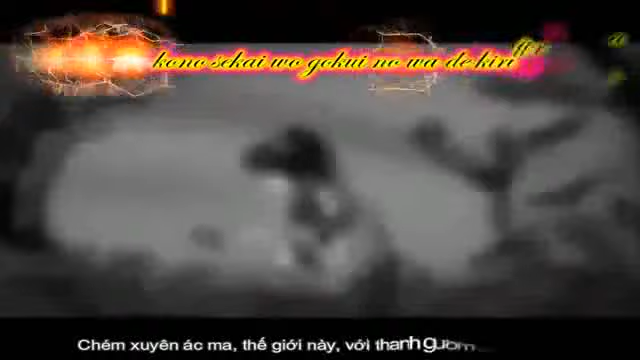 kono sekai wo gokui no wa de kiri
Chém xuyên ác ma, thế giới này, với thanh gươm